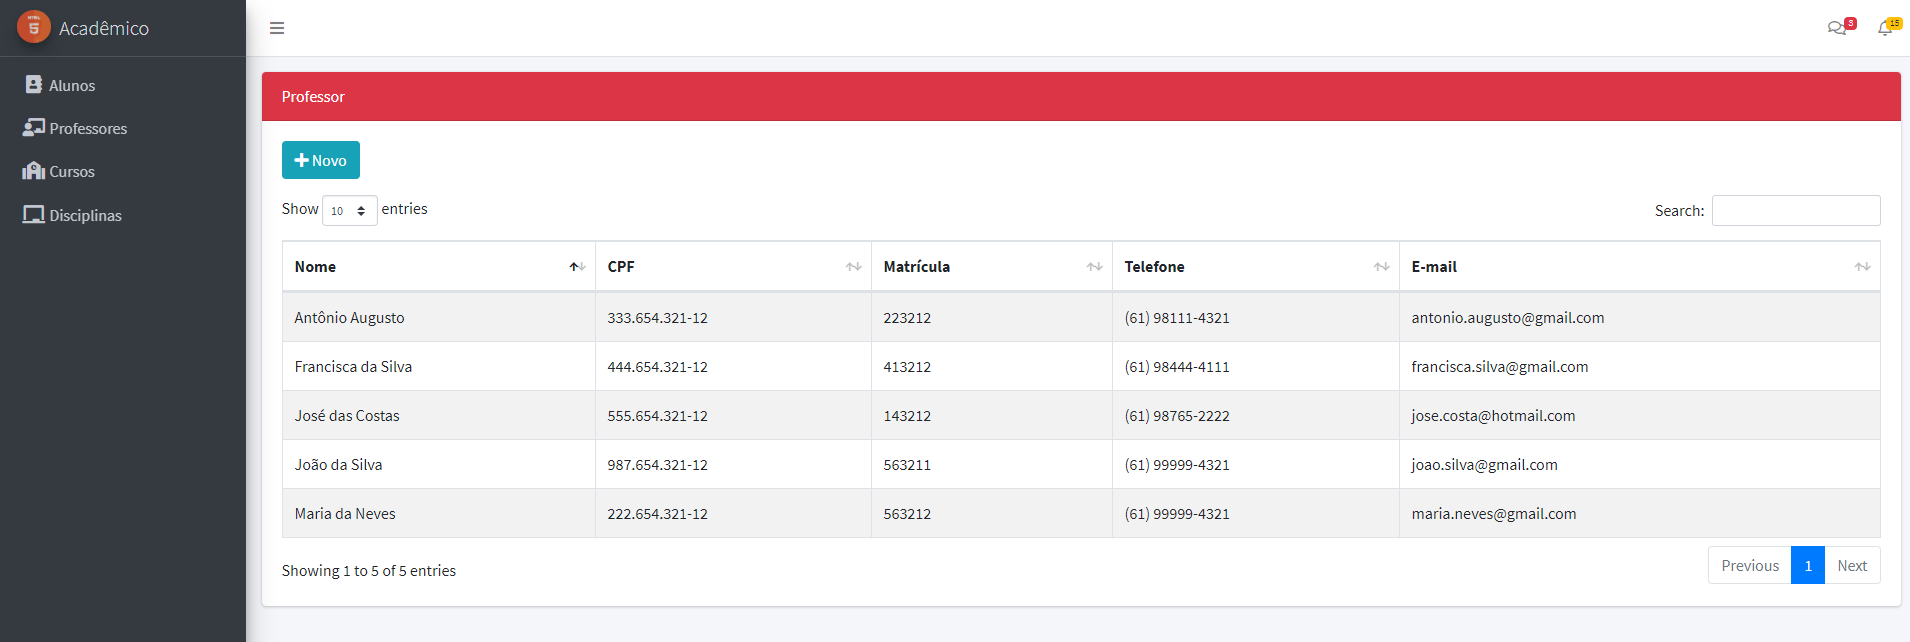 HTML
5
Acadêmico
3
15
Alunos
Professores
Cursos
Disciplinas
Professor
Novo
Show 10 entries
Search:
Nome CPF Matrícula Telefone E-mail
Antônio Augusto 333.654.321-12 223212 (61) 98111-4321 antonio.augusto@gmail.com
Francisca da Silva 444.654.321-12 413212 (61) 98444-4111 francisca.silva@gmail.com
José das Costas 555.654.321-12 143212 (61) 98765-2222 jose.costa@hotmail.com
João da Silva 987.654.321-12 563211 (61) 99999-4321 joao.silva@gmail.com
Maria da Neves 222.654.321-12 563212 (61) 99999-4321 maria.neves@gmail.com
Showing 1 to 5 of 5 entries
Previous 1 Next